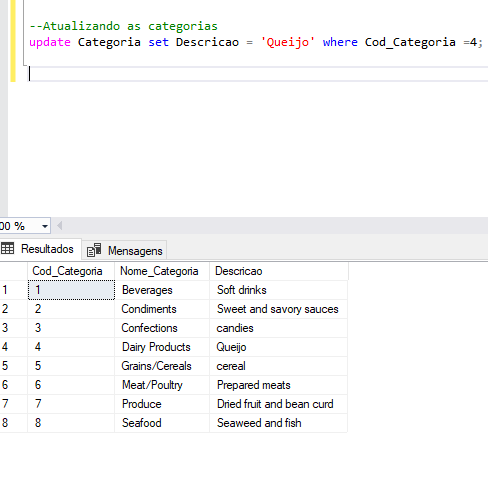 --Atualizando as categorias
update Categoria set Descricao = 'Queijo' where Cod_Categoria =4;
00 %
Resultados Mensagens
Cod_Categoria Nome_Categoria Descricao
1 1 Beverages Soft drinks
2 2 Condiments Sweet and savory sauces
3 3 Confections candies
4 4 Dairy Products Queijo
5 5 Grains/Cereals cereal
6 6 Meat/Poultry Prepared meats
7 7 Produce Dried fruit and bean curd
8 8 Seafood Seaweed and fish